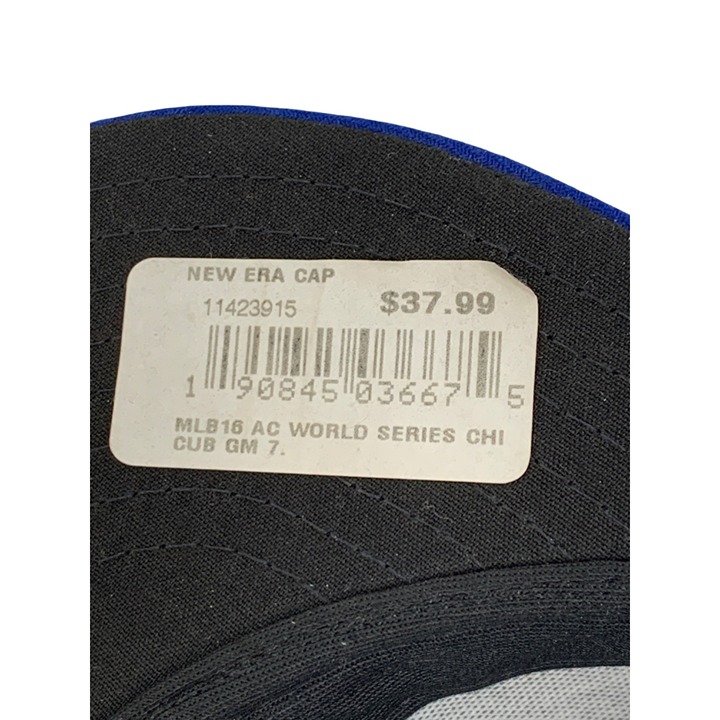 NEW ERA CAP
11423915 $37.99
1 90845 03667 5
MLB16 AC WORLD SERIES CHI
CUB GM 7.